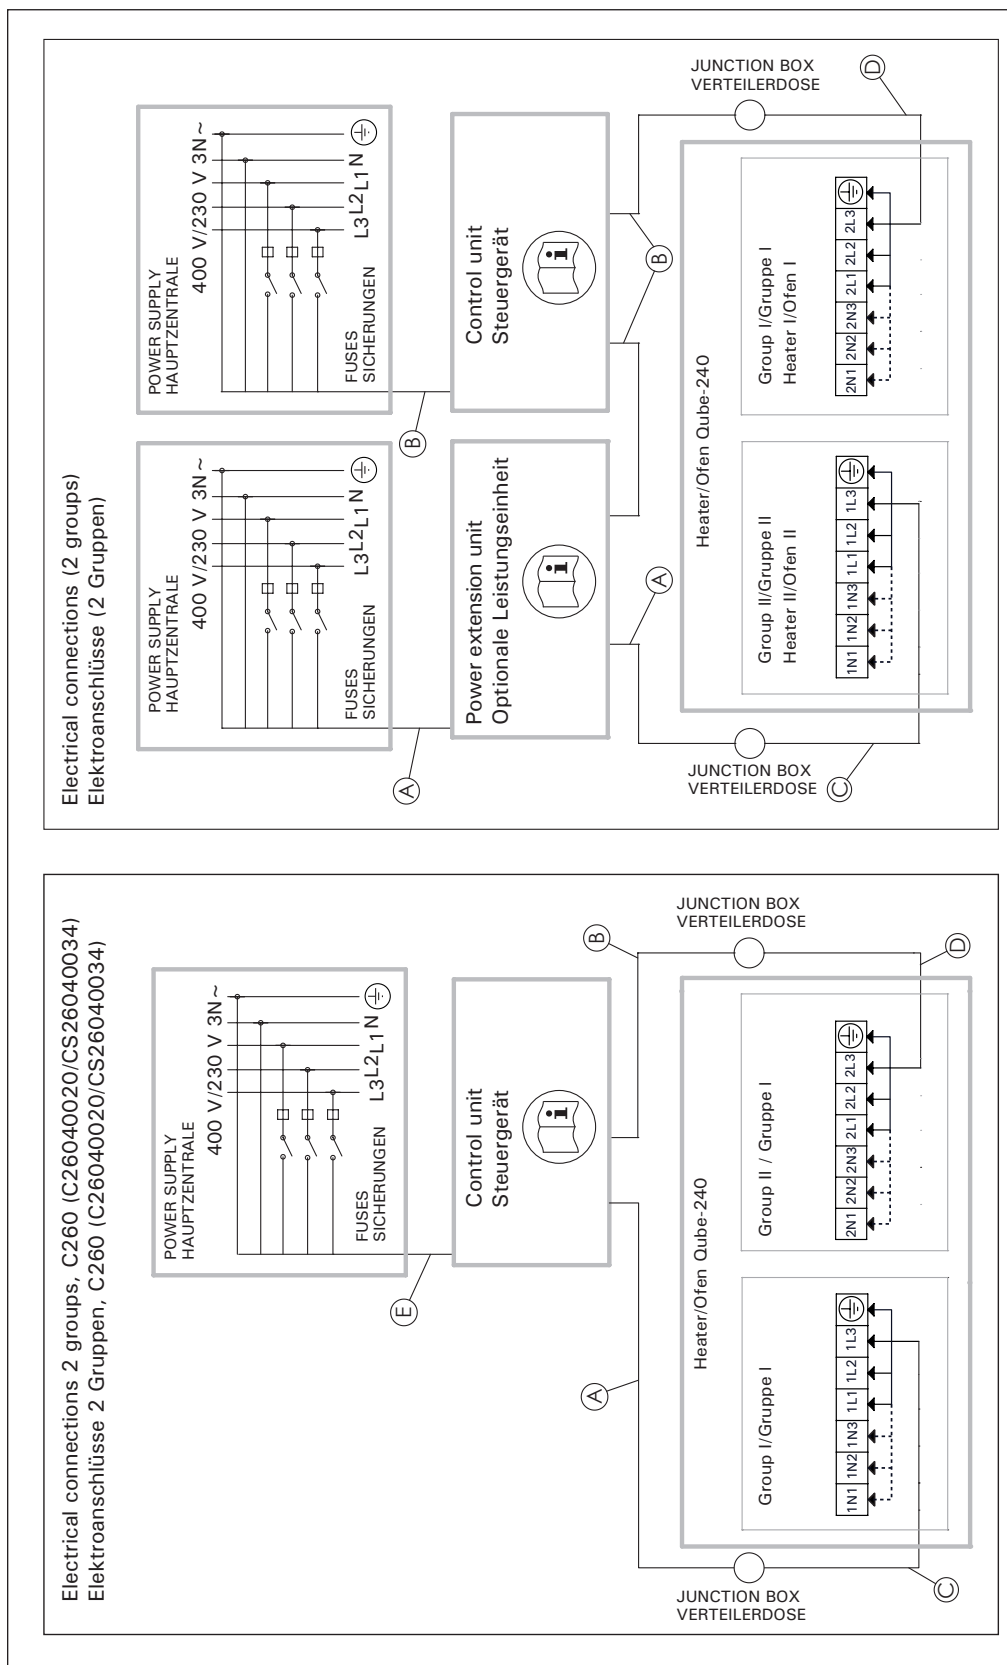 Electrical connections 2 groups, C260 (C26040020/CS26040034)
Elektroanschlüsse 2 Gruppen, C260 (C26040020/CS26040034)
POWER SUPPLY
HAUPTZENTRALE
400 V/230 V 3N~
L3 L2 L1 N
FUSES
SICHERUNGEN
E
Control unit
Steuergerät
i
A
B
JUNCTION BOX
VERTEILERDOSE
JUNCTION BOX
VERTEILERDOSE
Heater/Ofen Qube-240
Group I/Gruppe I
1N1 1N2 1N3 1L1 1L2 1L3
Group II / Gruppe I
2N1 2N2 2N3 2L1 2L2 2L3
C
D
Electrical connections (2 groups)
Elektroanschlüsse (2 Gruppen)
POWER SUPPLY
HAUPTZENTRALE
400 V/230 V 3N~
L3 L2 L1 N
FUSES
SICHERUNGEN
A
POWER SUPPLY
HAUPTZENTRALE
400 V/230 V 3N~
L3 L2 L1 N
FUSES
SICHERUNGEN
B
Power extension unit
Optionale Leistungseinheit
i
Control unit
Steuergerät
i
A
B
JUNCTION BOX
VERTEILERDOSE
JUNCTION BOX
VERTEILERDOSE
Heater/Ofen Qube-240
Group II/Gruppe II
Heater II/Ofen II
1N1 1N2 1N3 1L1 1L2 1L3
Group I/Gruppe I
Heater I/Ofen I
2N1 2N2 2N3 2L1 2L2 2L3
C
D